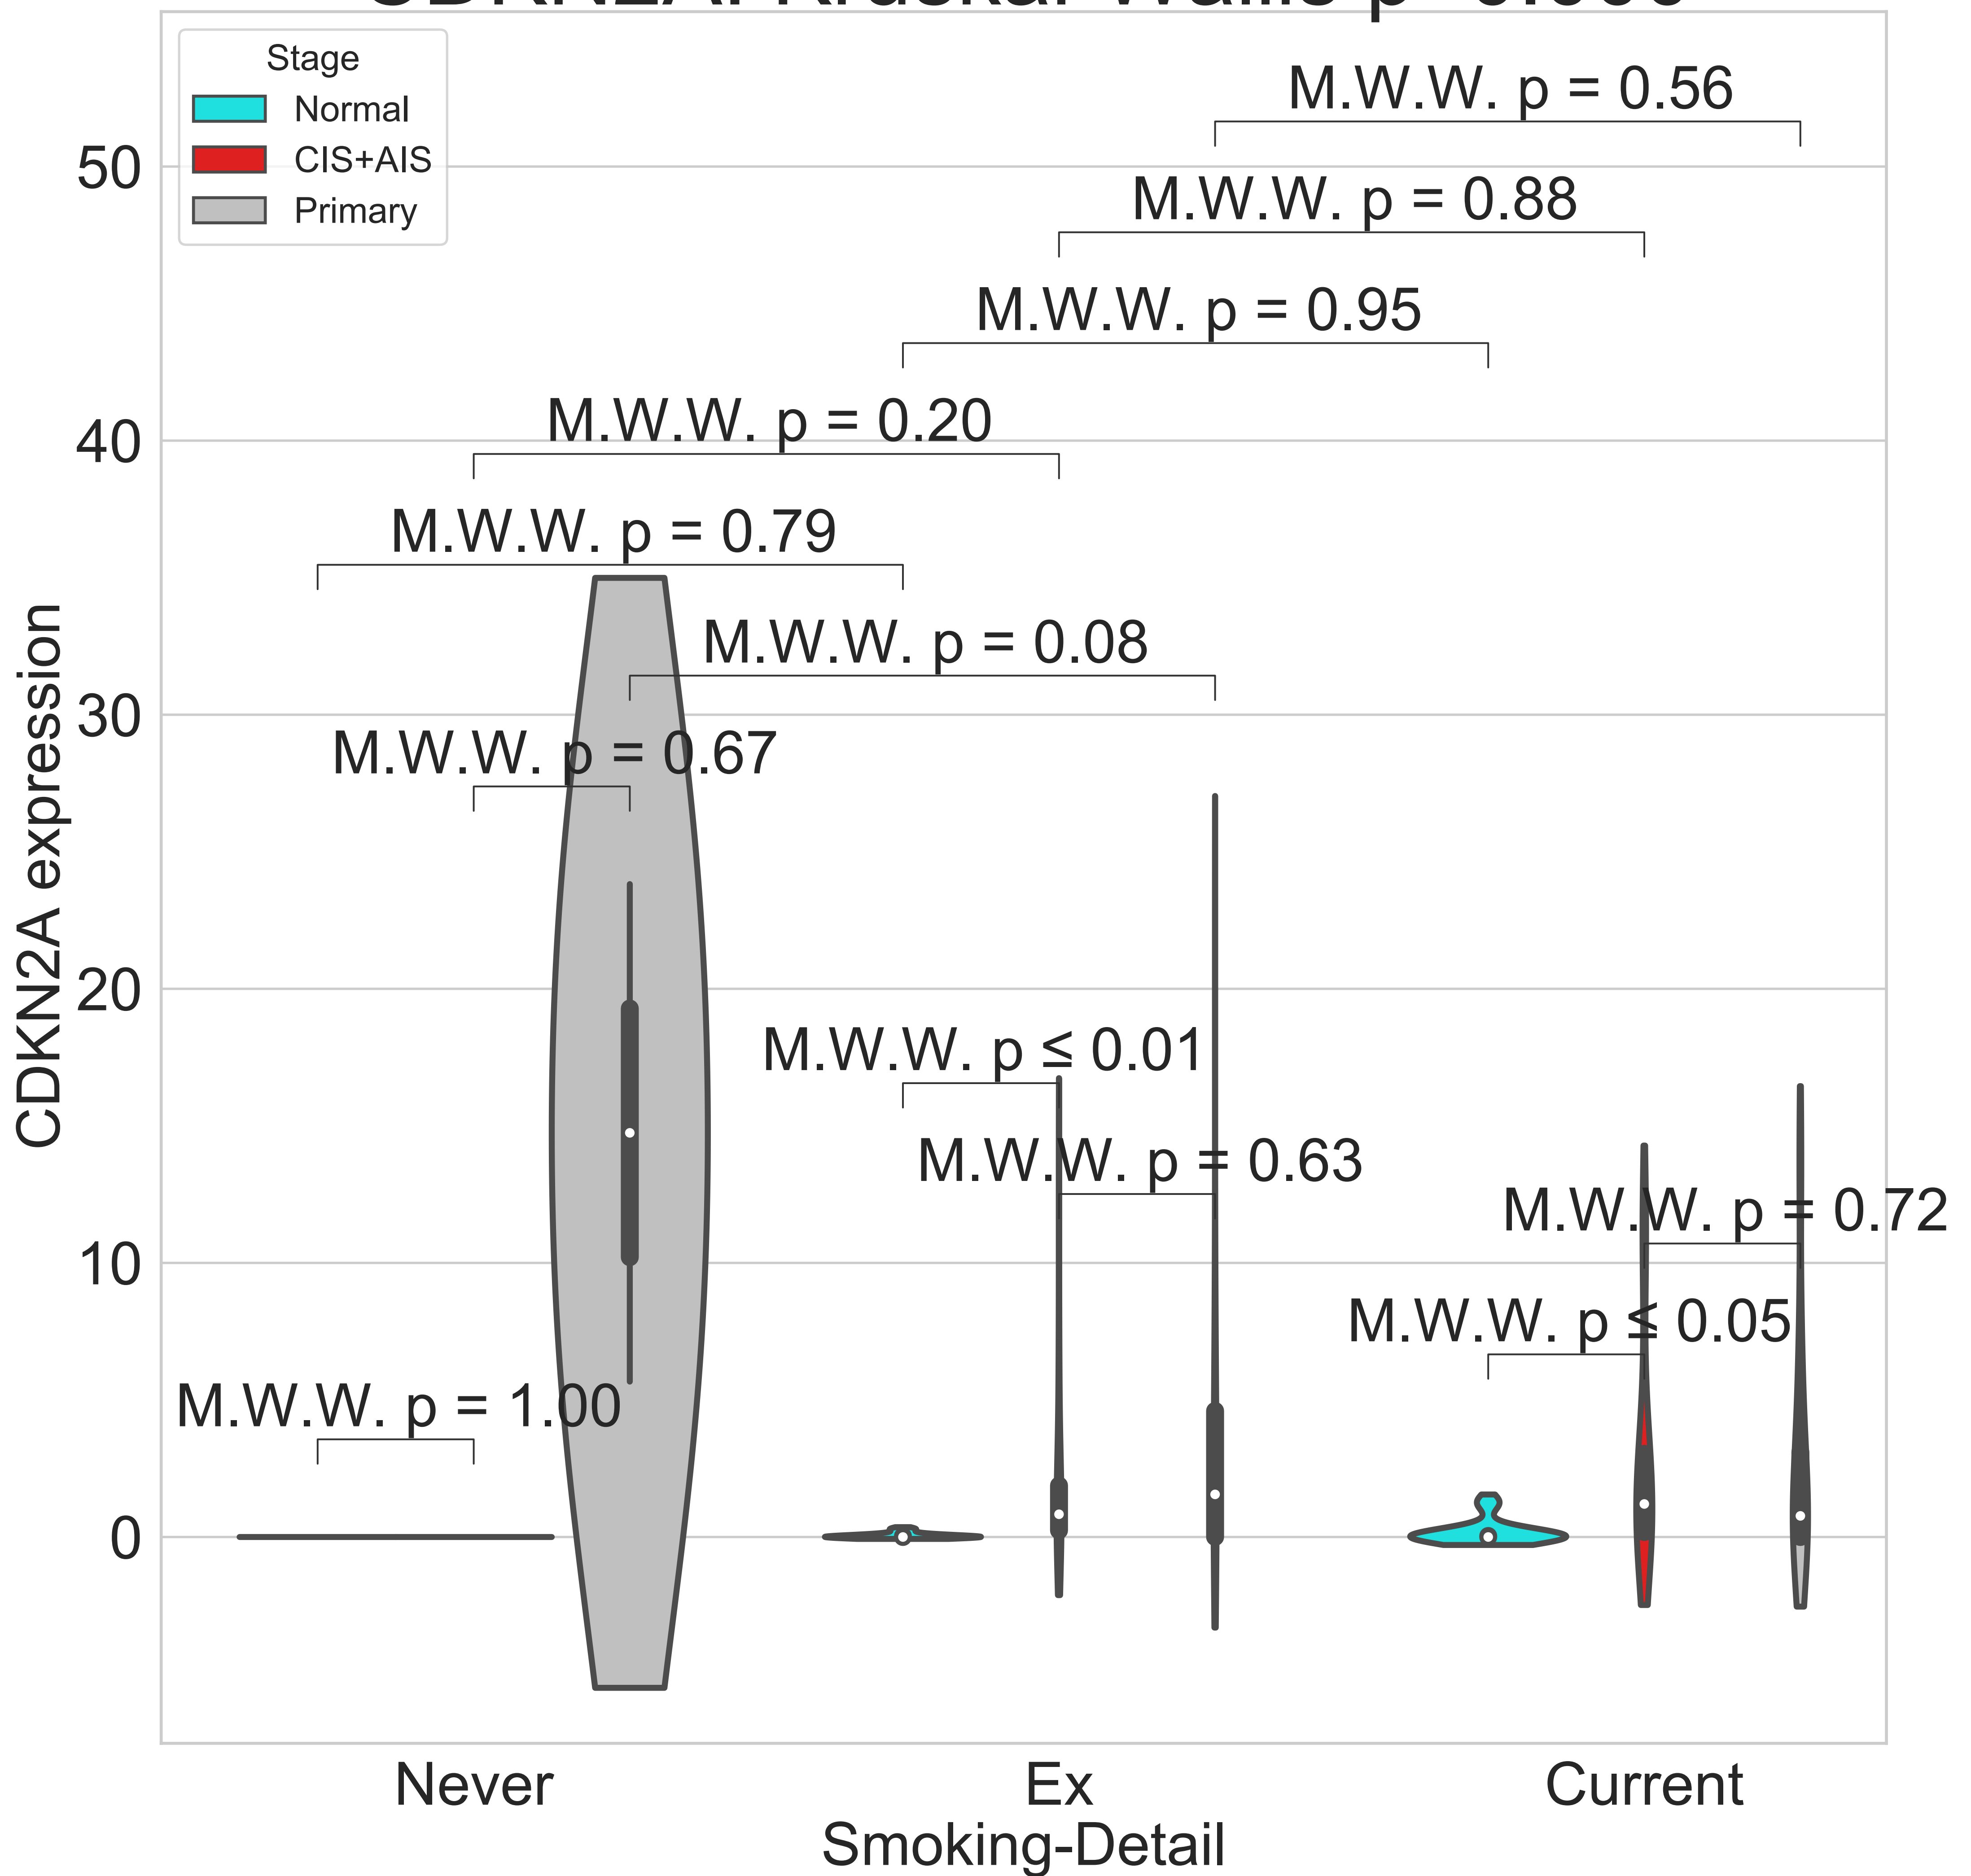 Stage
Normal
CIS+AIS
Primary
M.W.W. p = 0.56
M.W.W. p = 0.88
M.W.W. p = 0.95
M.W.W. p = 0.20
M.W.W. p = 0.79
M.W.W. p = 0.08
M.W.W. p = 0.67
M.W.W. p ≤ 0.01
M.W.W. p = 0.63
M.W.W. p = 0.72
M.W.W. p ≤ 0.05
M.W.W. p = 1.00
50
40
30
20
10
0
CDKN2A expression
Never
Ex
Current
Smoking-Detail